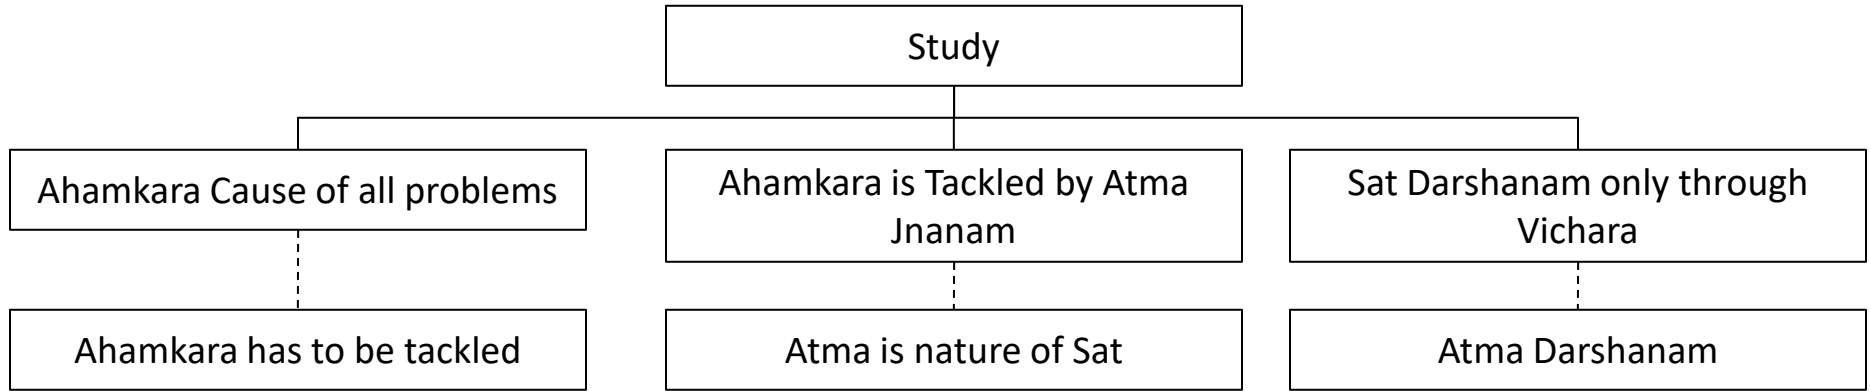 Study
Ahamkara Cause of all problems
Ahamkara is Tackled by Atma
Jnanam
Sat Darshanam only through
Vichara
Ahamkara has to be tackled
Atma is nature of Sat
Atma Darshanam